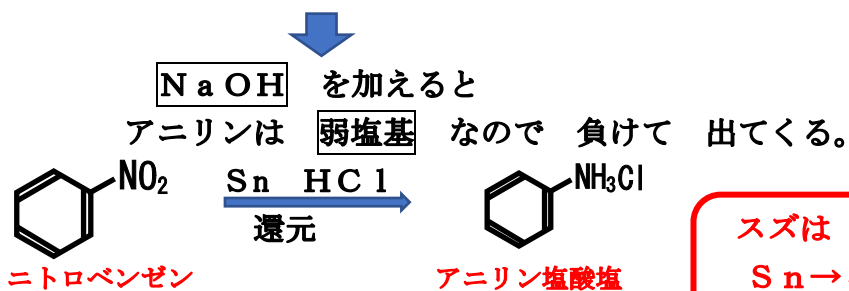 ＮａＯＨ　を加えると
アニリンは　弱塩基　なので　負けて　出てくる。
NO₂
Ｓｎ　ＨＣｌ
還元
NH₃Cl
ニトロベンゼン
アニリン塩酸塩
スズは
Ｓｎ→